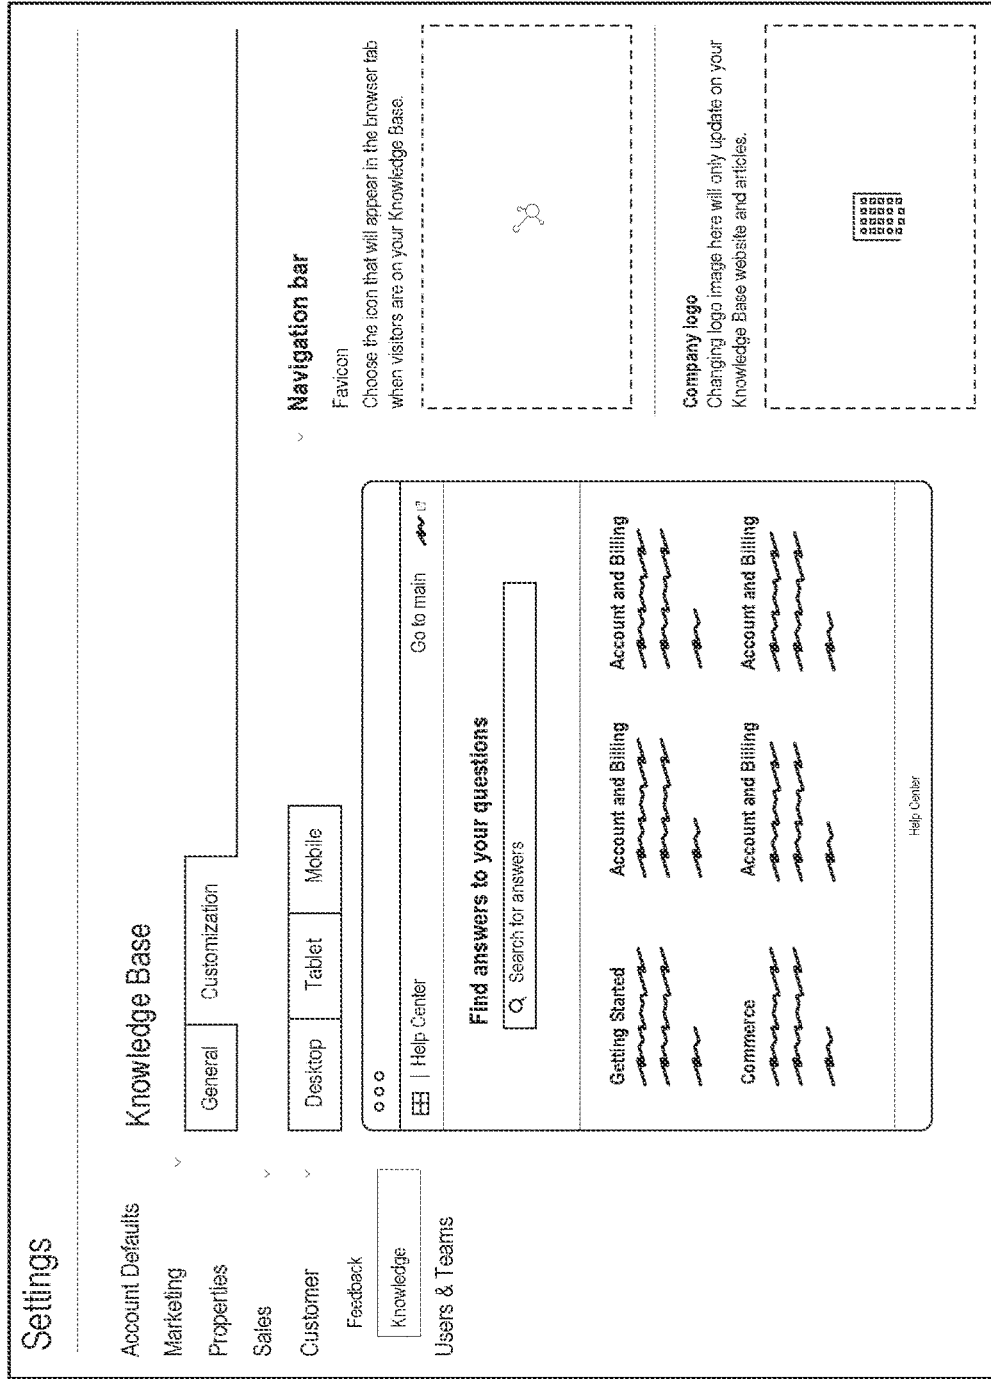 Settings
Account Defaults
Marketing
Properties
Sales
Customer
Feedback
Knowledge
Users & Teams
Knowledge Base
General
Customization
Desktop
Tablet
Mobile
Help Center
Go to main
Find answers to your questions
Search for answers
Getting Started
Account and Billing
Account and Billing
Commerce
Account and Billing
Account and Billing
Help Center
Navigation bar
Favicon
Choose the icon that will appear in the browser tab
when visitors are on your Knowledge Base.
Company logo
Changing logo image here will only update on your
Knowledge Base website and articles.